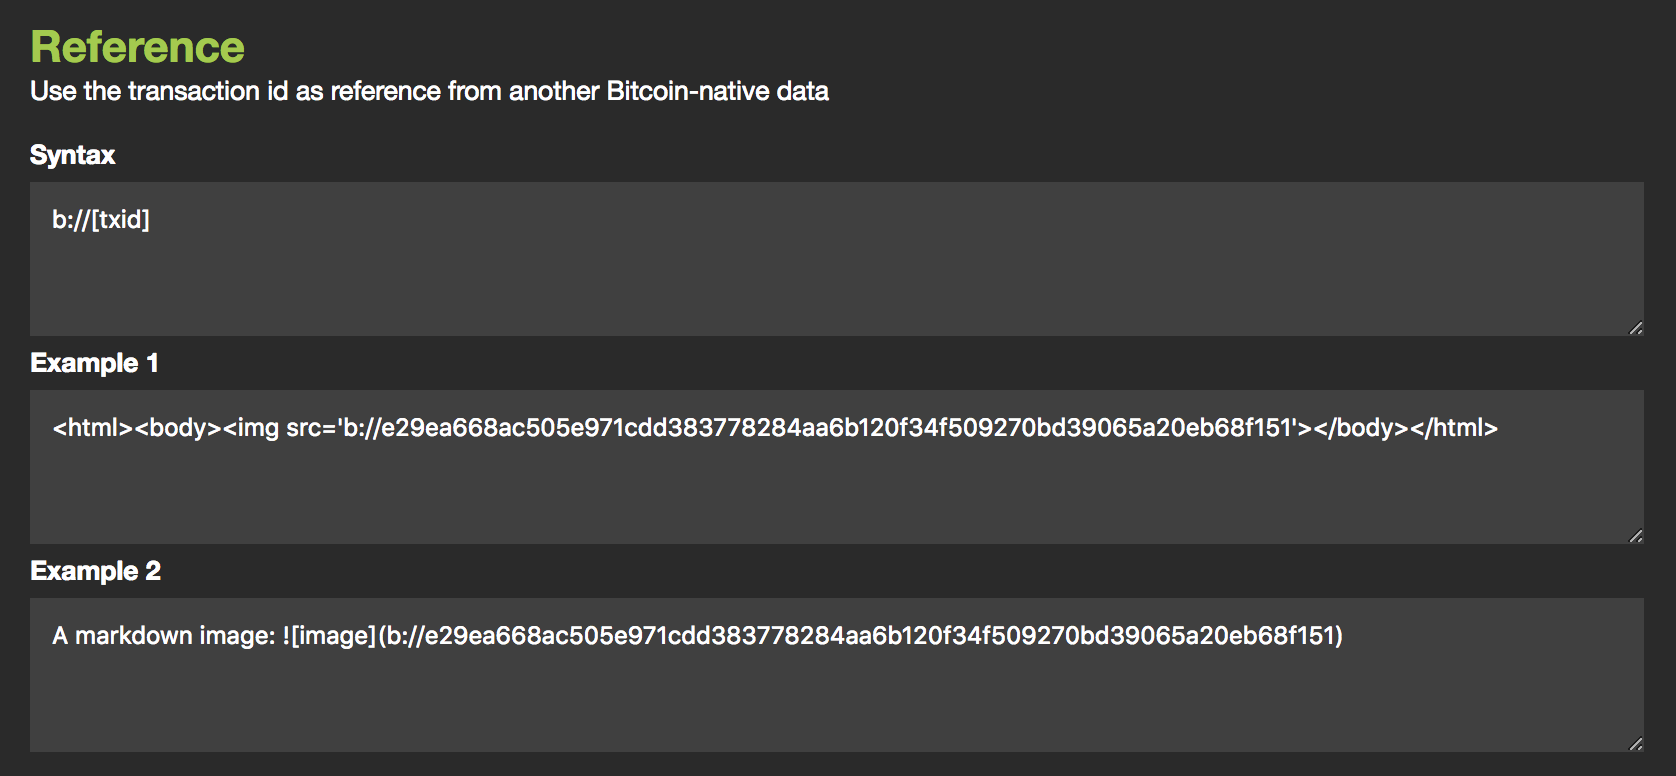 Reference
Use the transaction id as reference from another Bitcoin-native data
Syntax
b://[txid]
Example 1
<html><body><img src='b://e29ea668ac505e971cdd383778284aa6b120f34f509270bd39065a20eb68f151'></body></html>
Example 2
A markdown image: ![image](b://e29ea668ac505e971cdd383778284aa6b120f34f509270bd39065a20eb68f151)